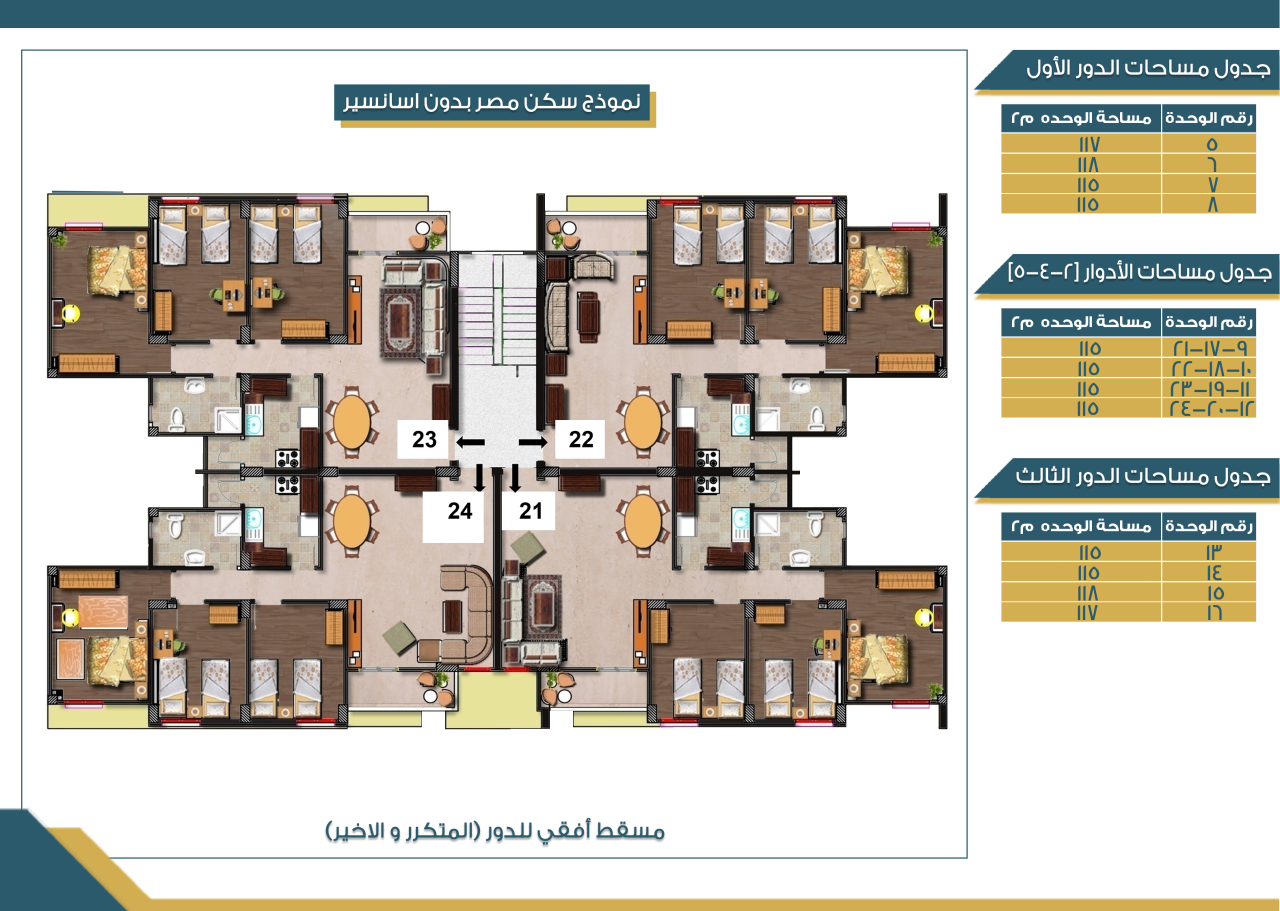 نموذج سكن مصر بدون اسانسير
23
22
24
21
مسقط أفقي للدور (المتكرر و الاخير)
جدول مساحات الدور الأول
رقم الوحدة مساحة الوحده م٢
٥ ١١٧
٦ ١١٨
٧ ١١٥
٨ ١١٥
جدول مساحات الأدوار [٢-٤-٥]
رقم الوحدة مساحة الوحده م٢
٩-١٧-٢١ ١١٥
١٠-١٨-٢٢ ١١٥
١١-١٩-٢٣ ١١٥
١٢-٢٠-٢٤ ١١٥
جدول مساحات الدور الثالث
رقم الوحدة مساحة الوحده م٢
١٣ ١١٥
١٤ ١١٥
١٥ ١١٨
١٦ ١١٧